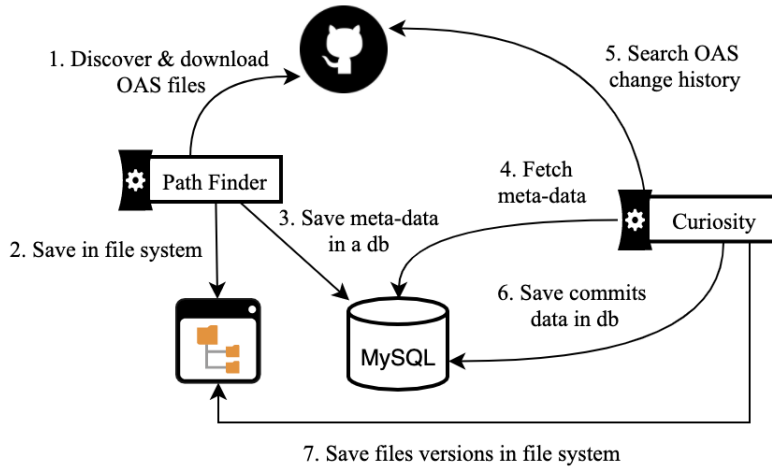 1. Discover & download
OAS files
5. Search OAS
change history
Path Finder
4. Fetch
meta-data
Curiosity
3. Save meta-data
in a db
2. Save in file system
6. Save commits
data in db
MySQL
7. Save files versions in file system